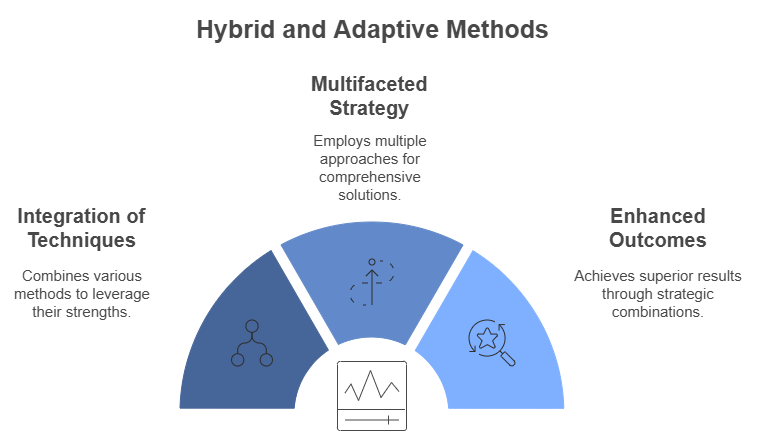 Hybrid and Adaptive Methods
Multifaceted
Strategy
Employs multiple
approaches for
comprehensive
solutions.
Integration of
Techniques
Combines various
methods to leverage
their strengths.
Enhanced
Outcomes
Achieves superior results
through strategic
combinations.